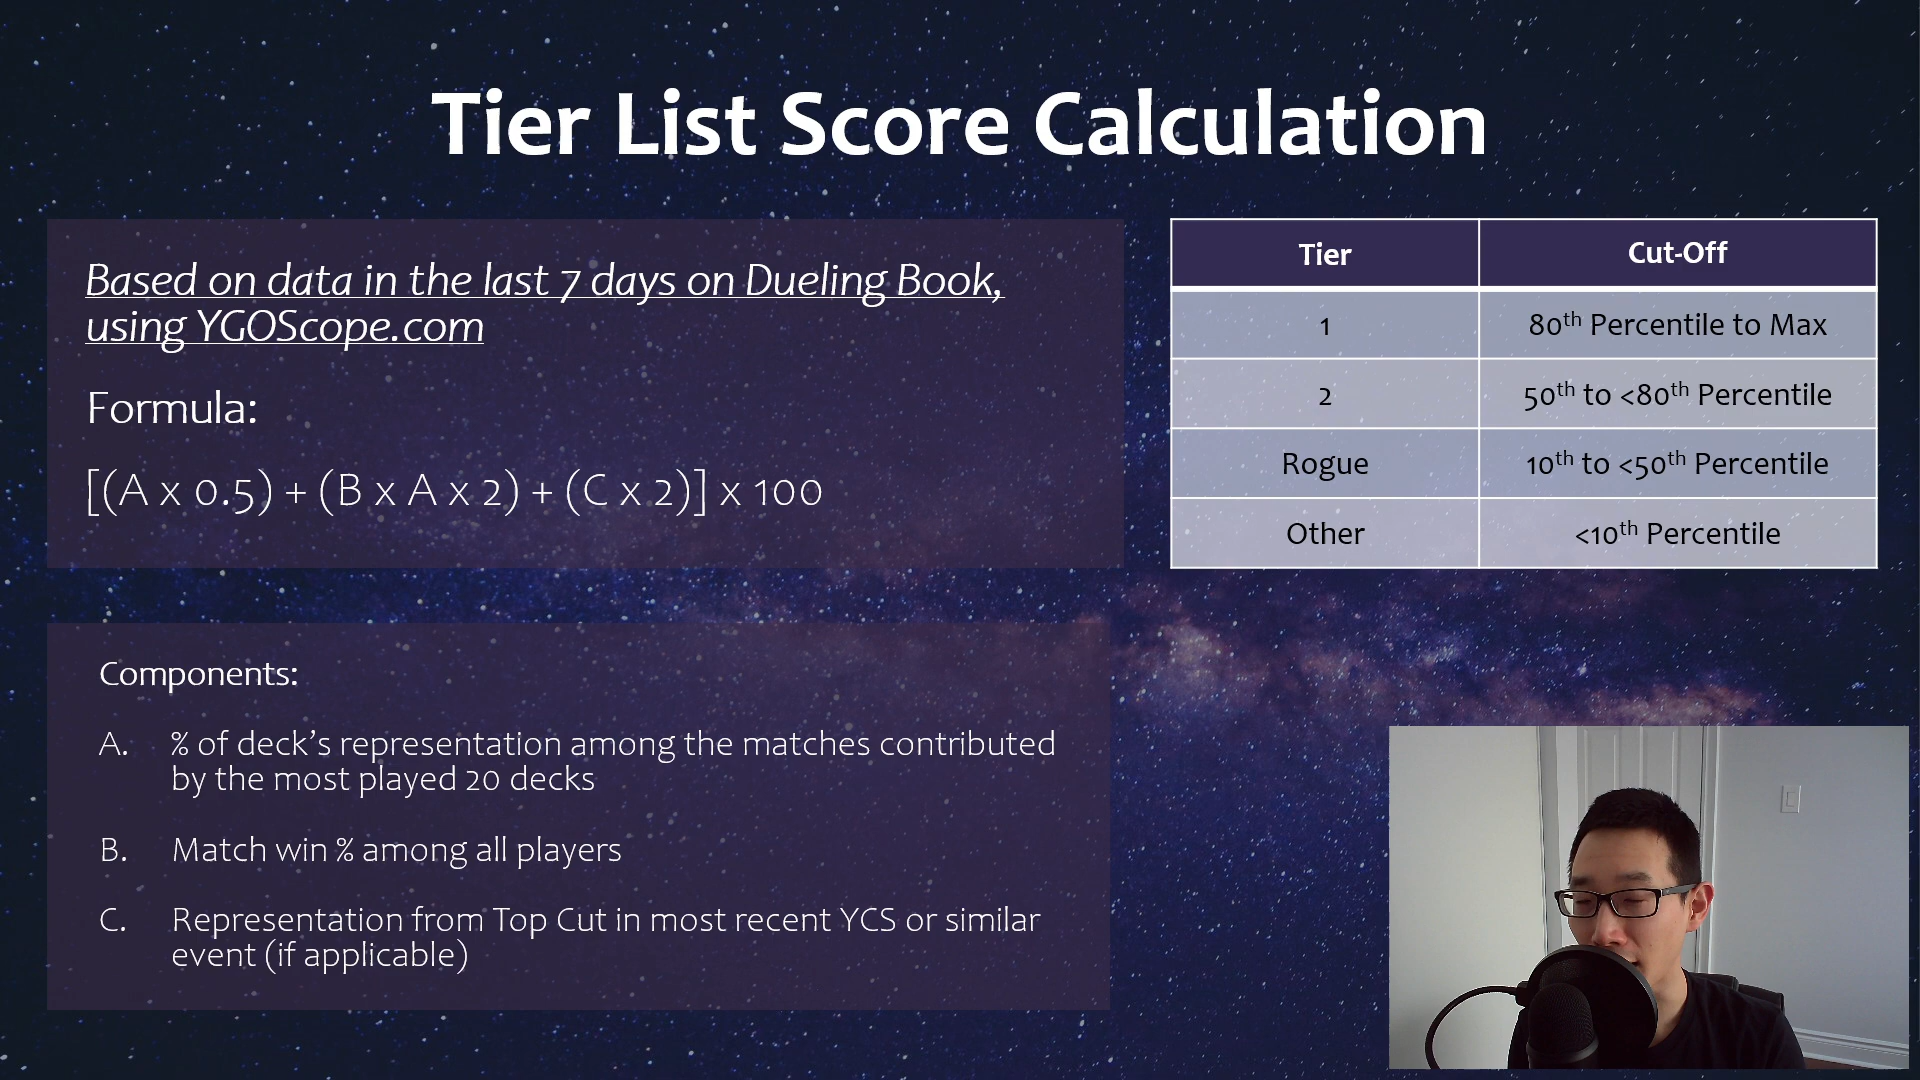 Tier List Score Calculation
Based on data in the last 7 days on Dueling Book,
using YGOScope.com
Formula:
[(A x 0.5) + (B x A x 2) + (C x 2)] x 100
Tier Cut-Off
1 80th Percentile to Max
2 50th to <80th Percentile
Rogue 10th to <50th Percentile
Other <10th Percentile
Components:
A. % of deck's representation among the matches contributed
by the most played 20 decks
B. Match win % among all players
C. Representation from Top Cut in most recent YCS or similar
event (if applicable)